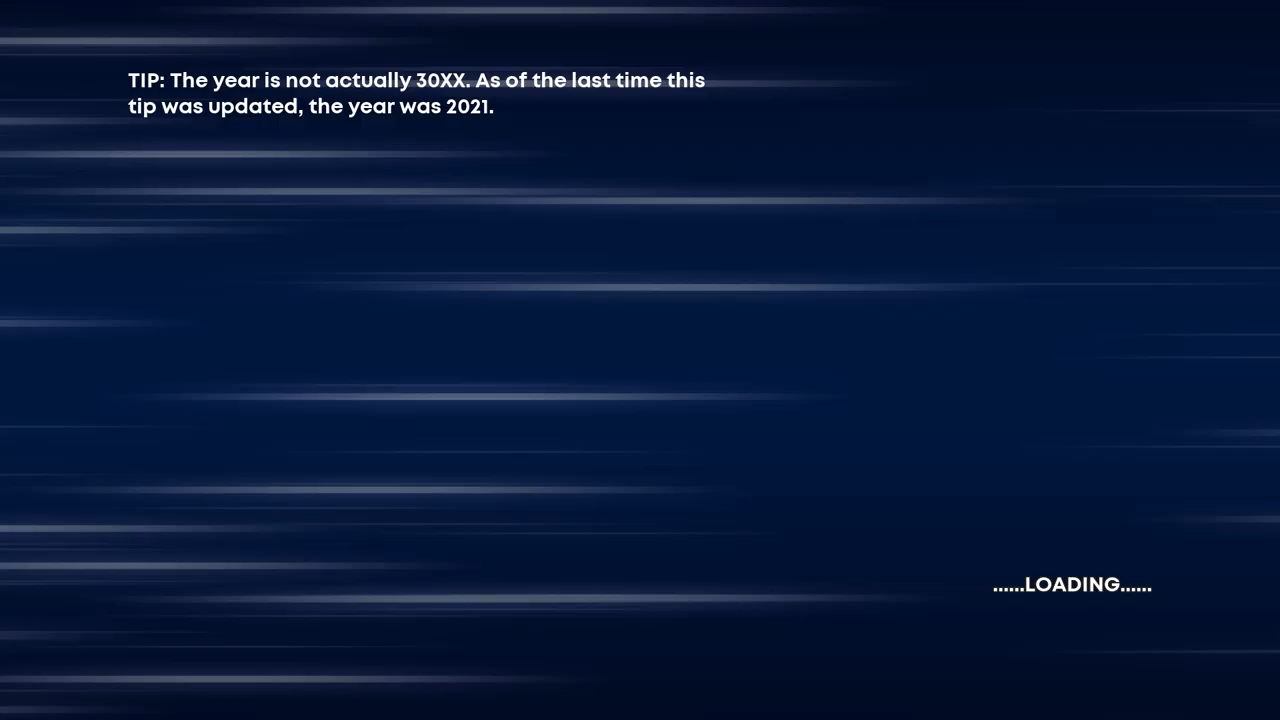 TIP: The year is not actually 30XX. As of the last time this
tip was updated, the year was 2021.
......LOADING......